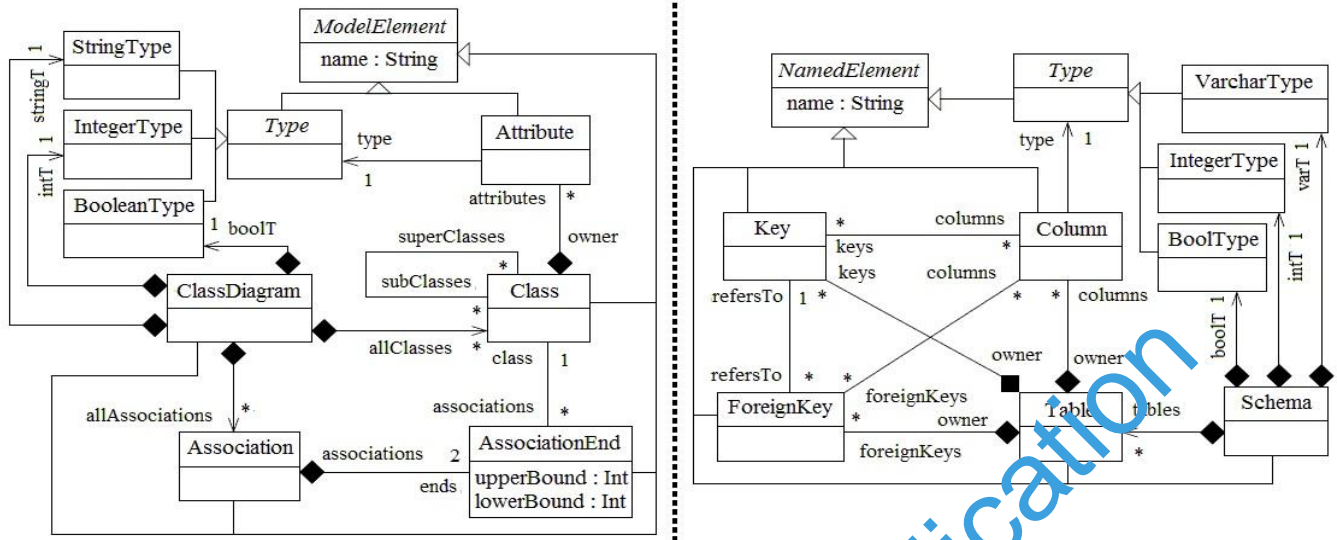 ModelElement
name : String
StringType
1
stringT
IntegerType
1
intT
Type
type
1
Attribute
BooleanType
1
boolT
attributes
*
superClasses
*
owner
subClasses
*
Class
ClassDiagram
allClasses
*
class
1
allAssociations
*
associations
*
Association
associations
2
ends
AssociationEnd
upperBound : Int
lowerBound : Int
NamedElement
name : String
Type
type
1
VarcharType
varT 1
IntegerType
intT 1
BoolType
boolT 1
Key
*
keys
keys
columns
*
columns
Column
refersTo
1
*
*
*
columns
owner
owner
refersTo
*
*
foreignKeys
ForeignKey
*
owner
foreignKeys
Table
tables
*
Schema